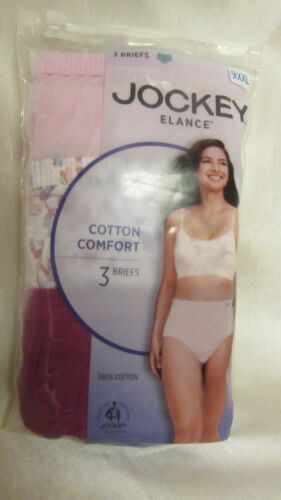 3 BRIEFS
9/XXL
JOCKEY
ELANCE
COTTON
COMFORT
3 BRIEFS
100% COTTON
JOCKEY